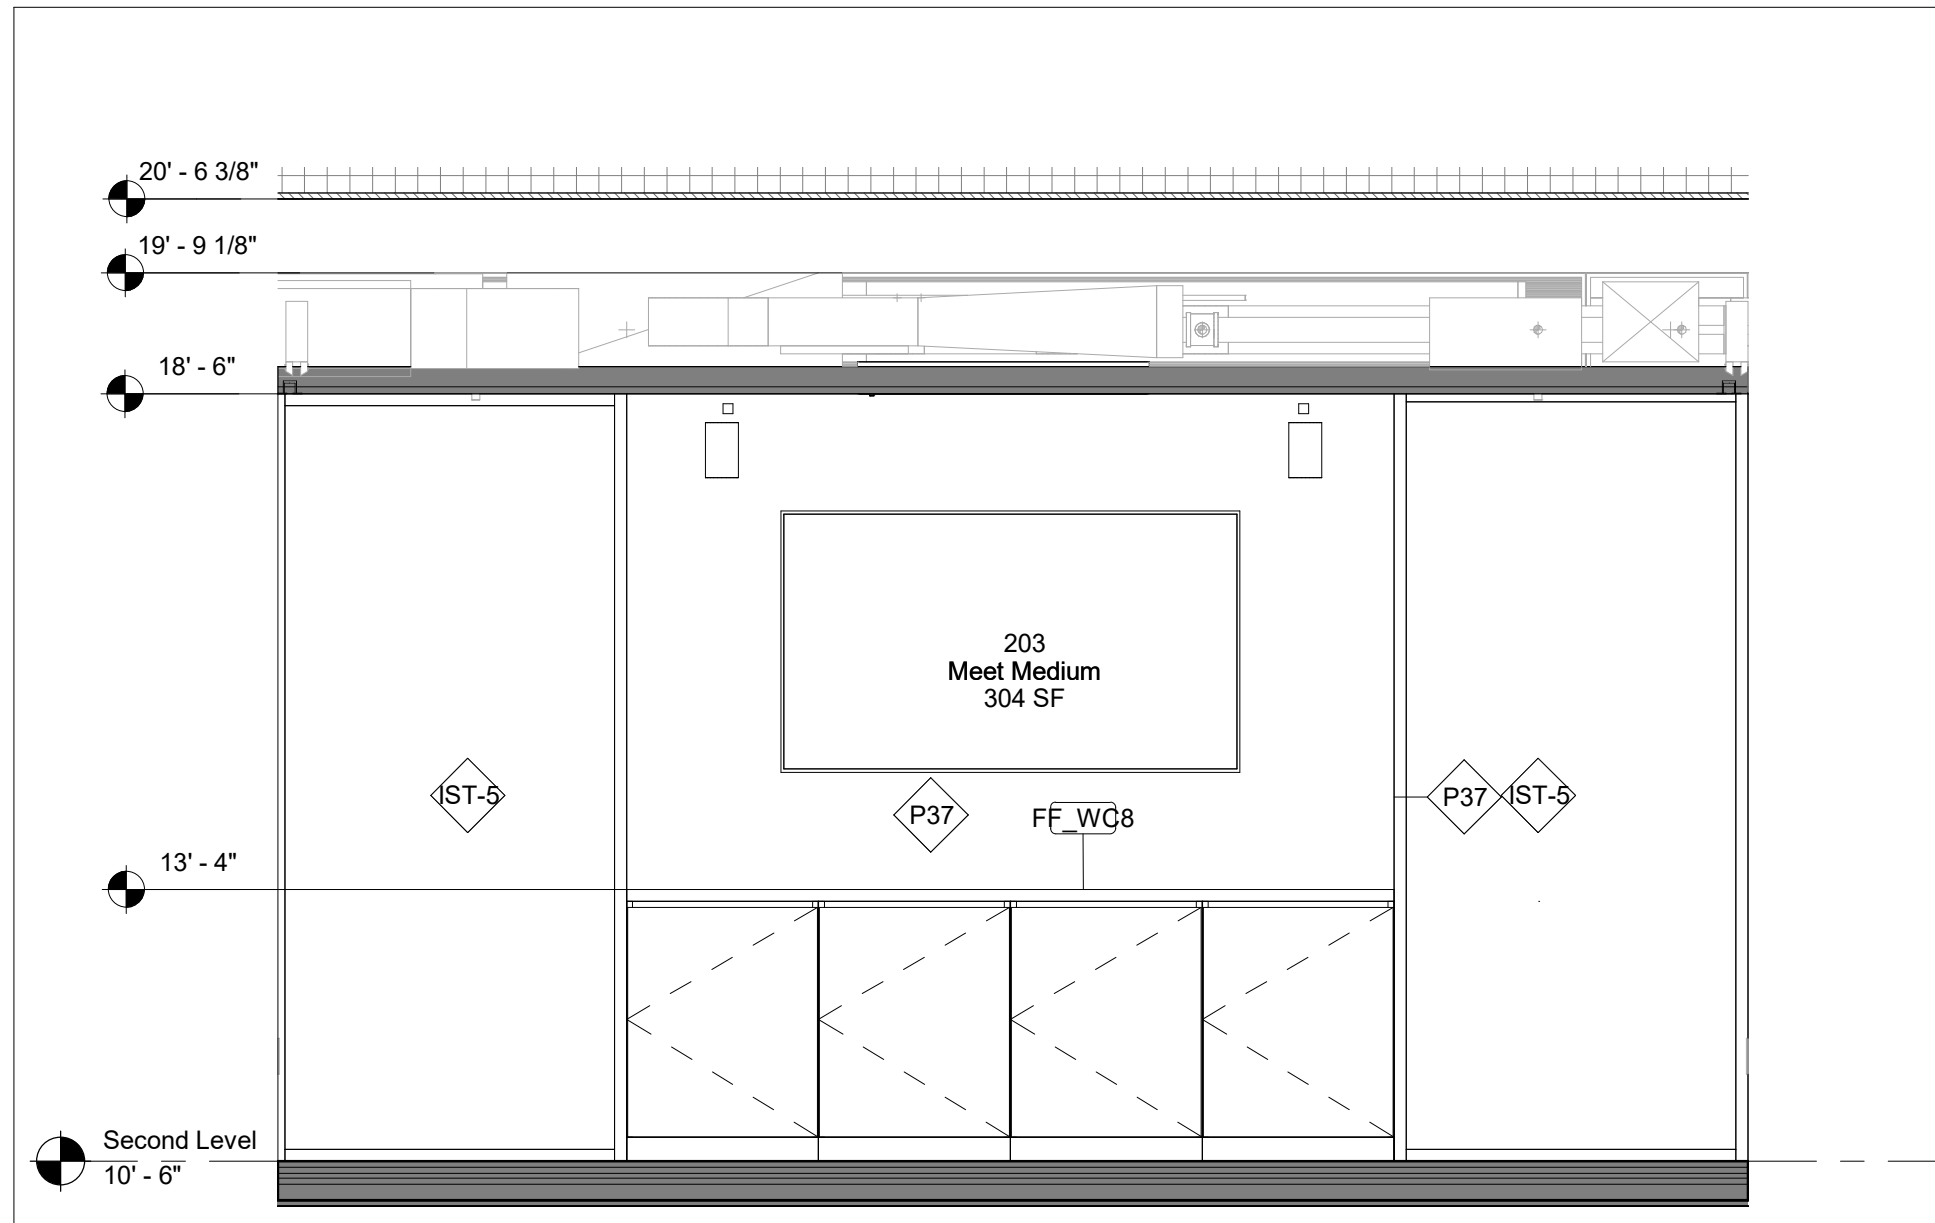 20' - 6 3/8"
19' - 9 1/8"
18' - 6"
203
Meet Medium
304 SF
IST-5
P37
FF_WC8
P37
IST-5
13' - 4"
Second Level
10' - 6"